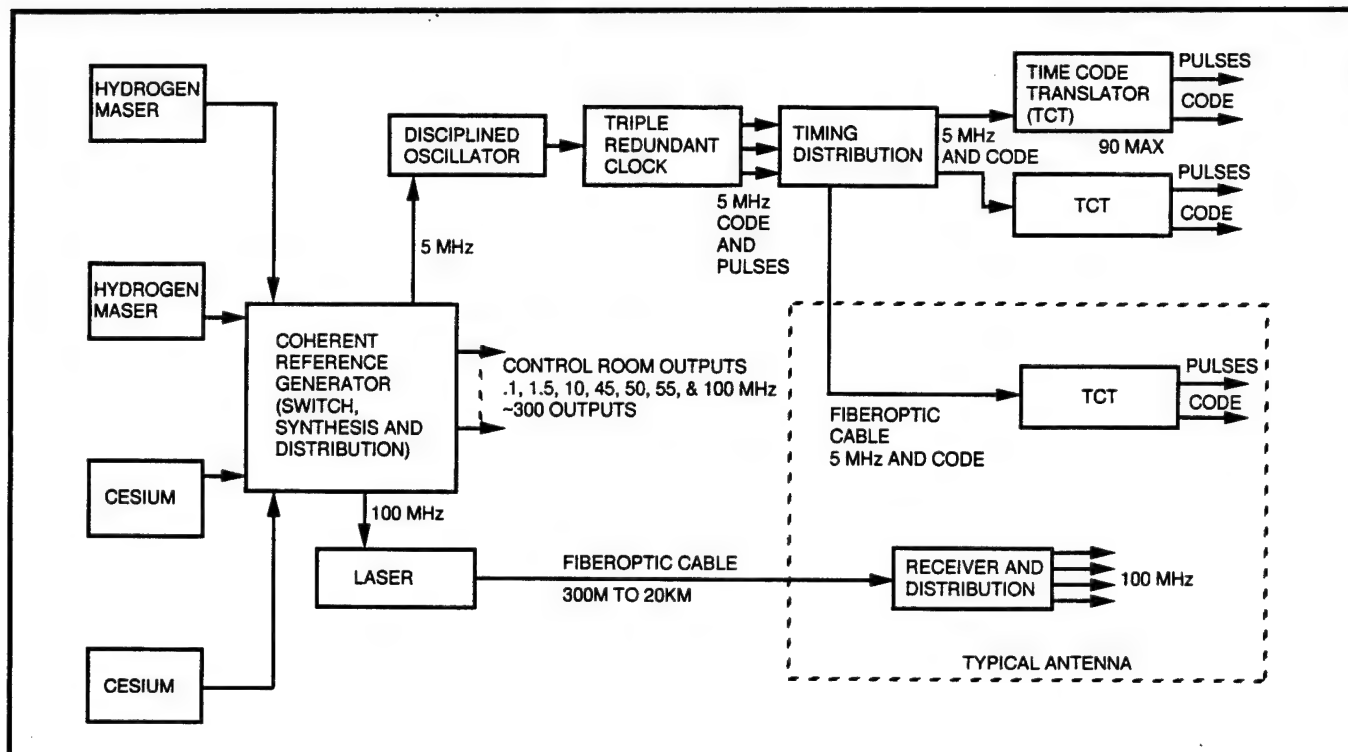 HYDROGEN
MASER
HYDROGEN
MASER
CESIUM
CESIUM
COHERENT
REFERENCE
GENERATOR
(SWITCH,
SYNTHESIS AND
DISTRIBUTION)
5 MHz
DISCIPLINED
OSCILLATOR
TRIPLE
REDUNDANT
CLOCK
5 MHz
CODE
AND
PULSES
TIMING
DISTRIBUTION
5 MHz
AND CODE
TIME CODE
TRANSLATOR
(TCT)
PULSES
CODE
90 MAX
TCT
PULSES
CODE
CONTROL ROOM OUTPUTS
.1, 1.5, 10, 45, 50, 55, & 100 MHz
~300 OUTPUTS
FIBEROPTIC
CABLE
5 MHz AND CODE
TCT
PULSES
CODE
100 MHz
LASER
FIBEROPTIC CABLE
300M TO 20KM
RECEIVER AND
DISTRIBUTION
100 MHz
TYPICAL ANTENNA